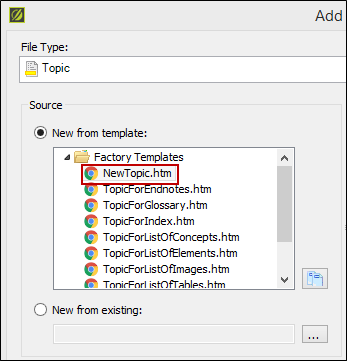 Add
File Type:
Topic
Source
New from template:
Factory Templates
NewTopic.htm
TopicForEndnotes.htm
TopicForGlossary.htm
TopicForIndex.htm
TopicForListOfConcepts.htm
TopicForListOfElements.htm
TopicForListOfImages.htm
TopicForListOfTables.htm
New from existing:
...